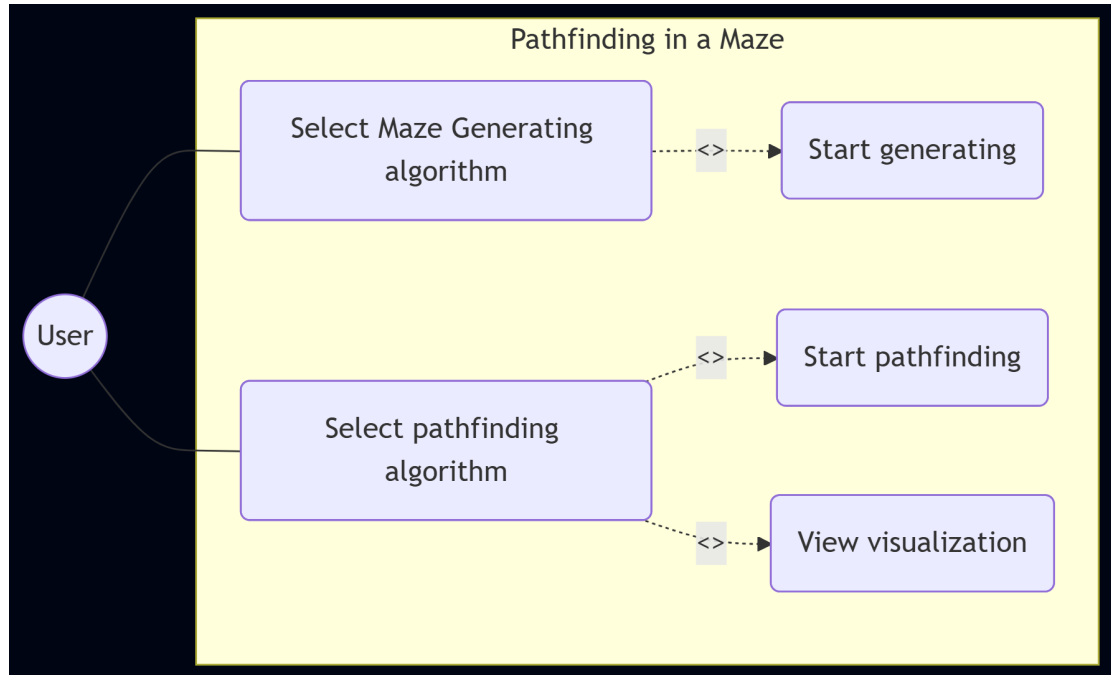 Pathfinding in a Maze
Select Maze Generating
algorithm
<>
Start generating
User
<>
Start pathfinding
Select pathfinding
algorithm
<>
View visualization